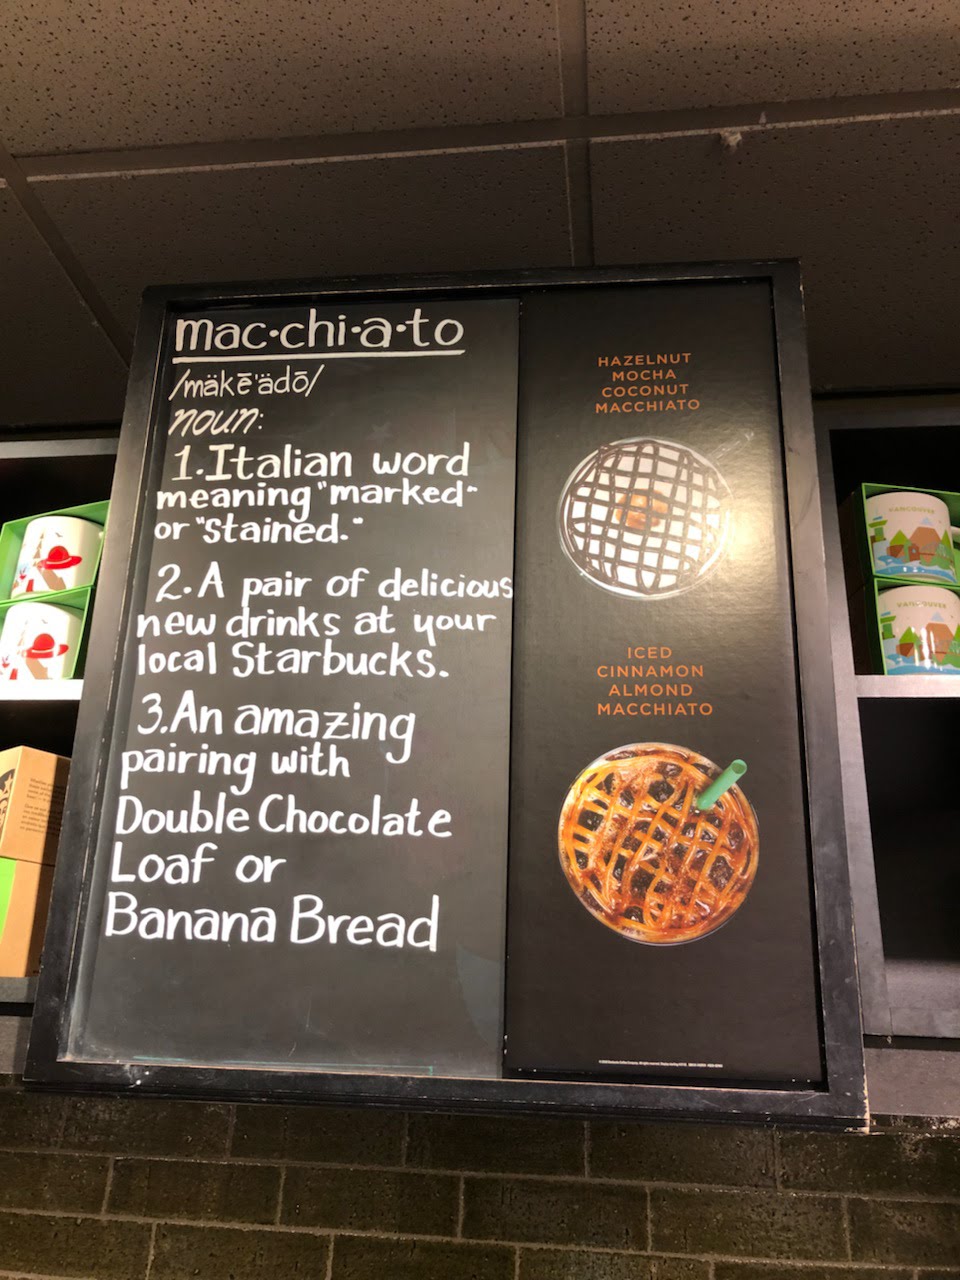 mac·chi·a·to
/mäkē'ädō/
noun:
1. Italian word
meaning "marked"
or "stained."
2. A pair of delicious
new drinks at your
local Starbucks.
3. An amazing
pairing with
Double Chocolate
Loaf or
Banana Bread
HAZELNUT
MOCHA
COCONUT
MACCHIATO
ICED
CINNAMON
ALMOND
MACCHIATO
VANCOUVER
VANCOUVER